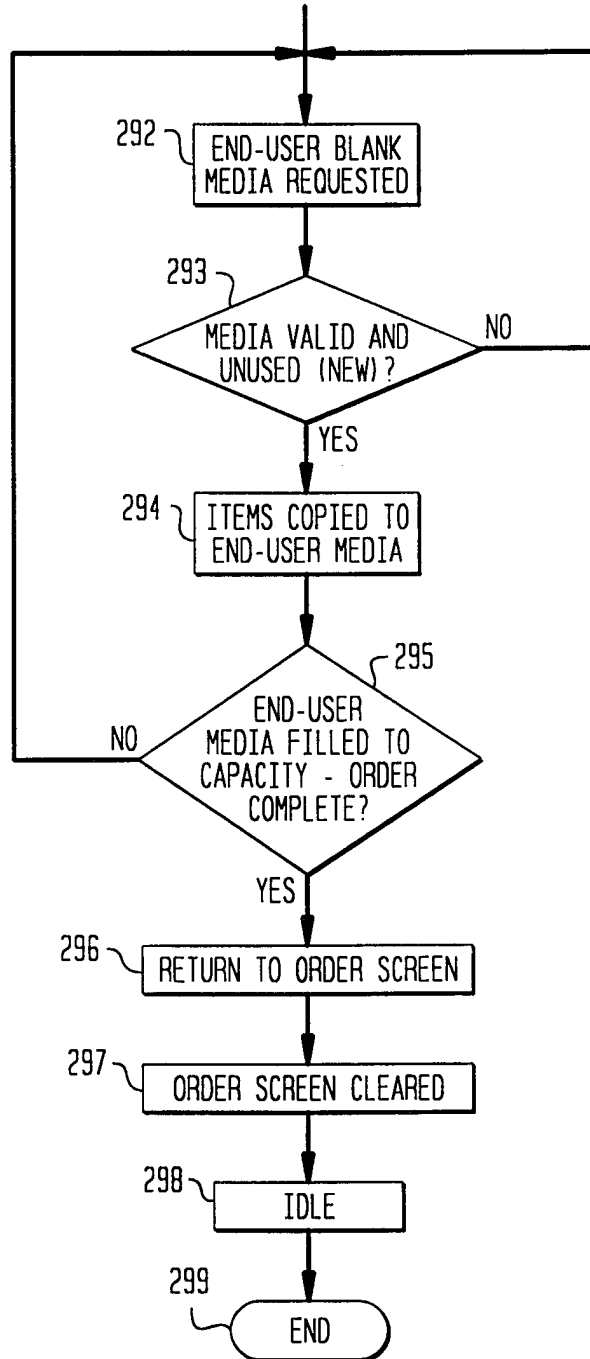 292
END-USER BLANK
MEDIA REQUESTED
293
MEDIA VALID AND
UNUSED (NEW)?
NO
YES
294
ITEMS COPIED TO
END-USER MEDIA
295
END-USER
MEDIA FILLED TO
CAPACITY - ORDER
COMPLETE?
NO
YES
296
RETURN TO ORDER SCREEN
297
ORDER SCREEN CLEARED
298
IDLE
299
END